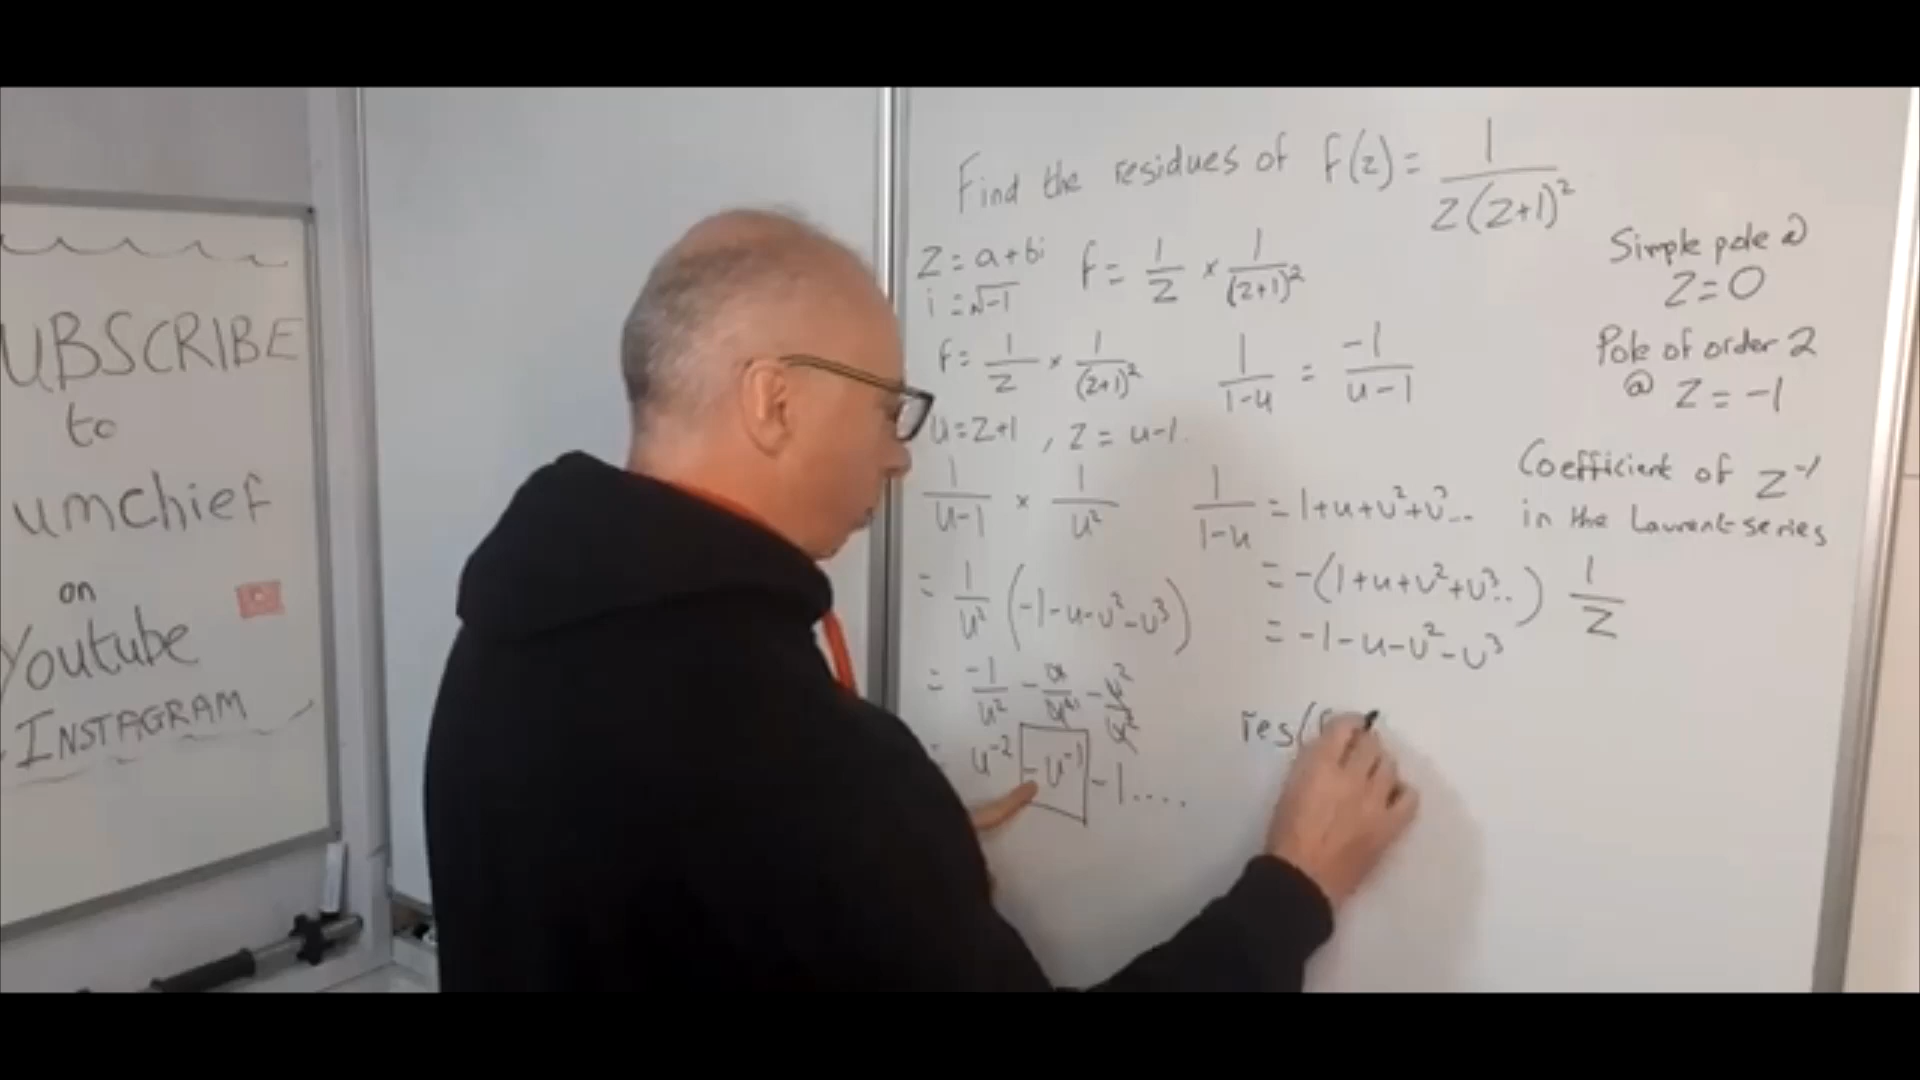 UBSCRIBE
to
umchief
on
Youtube
INSTAGRAM
Find the residues of f(z) = 1/(z(z+1)²)
z = a+bi
i = √-1
f = 1/z × 1/(z+1)²
Simple pole @
z=0
f = 1/z × 1/(z+1)²
1/(1-u) = -1/(u-1)
Pole of order 2
@ z = -1
u=z+1 , z = u-1.
1/(u-1) × 1/u²
1/(1-u) = 1+u+u²+u³..
Coefficient of z⁻¹
in the Laurent series
= 1/u² (-1-u-u²-u³)
= -(1+u+u²+u³..) 1/z
= -1-u-u²-u³
= -1/u² - u/u² - u²/u²
= u⁻² -u⁻¹ -1....
res(f